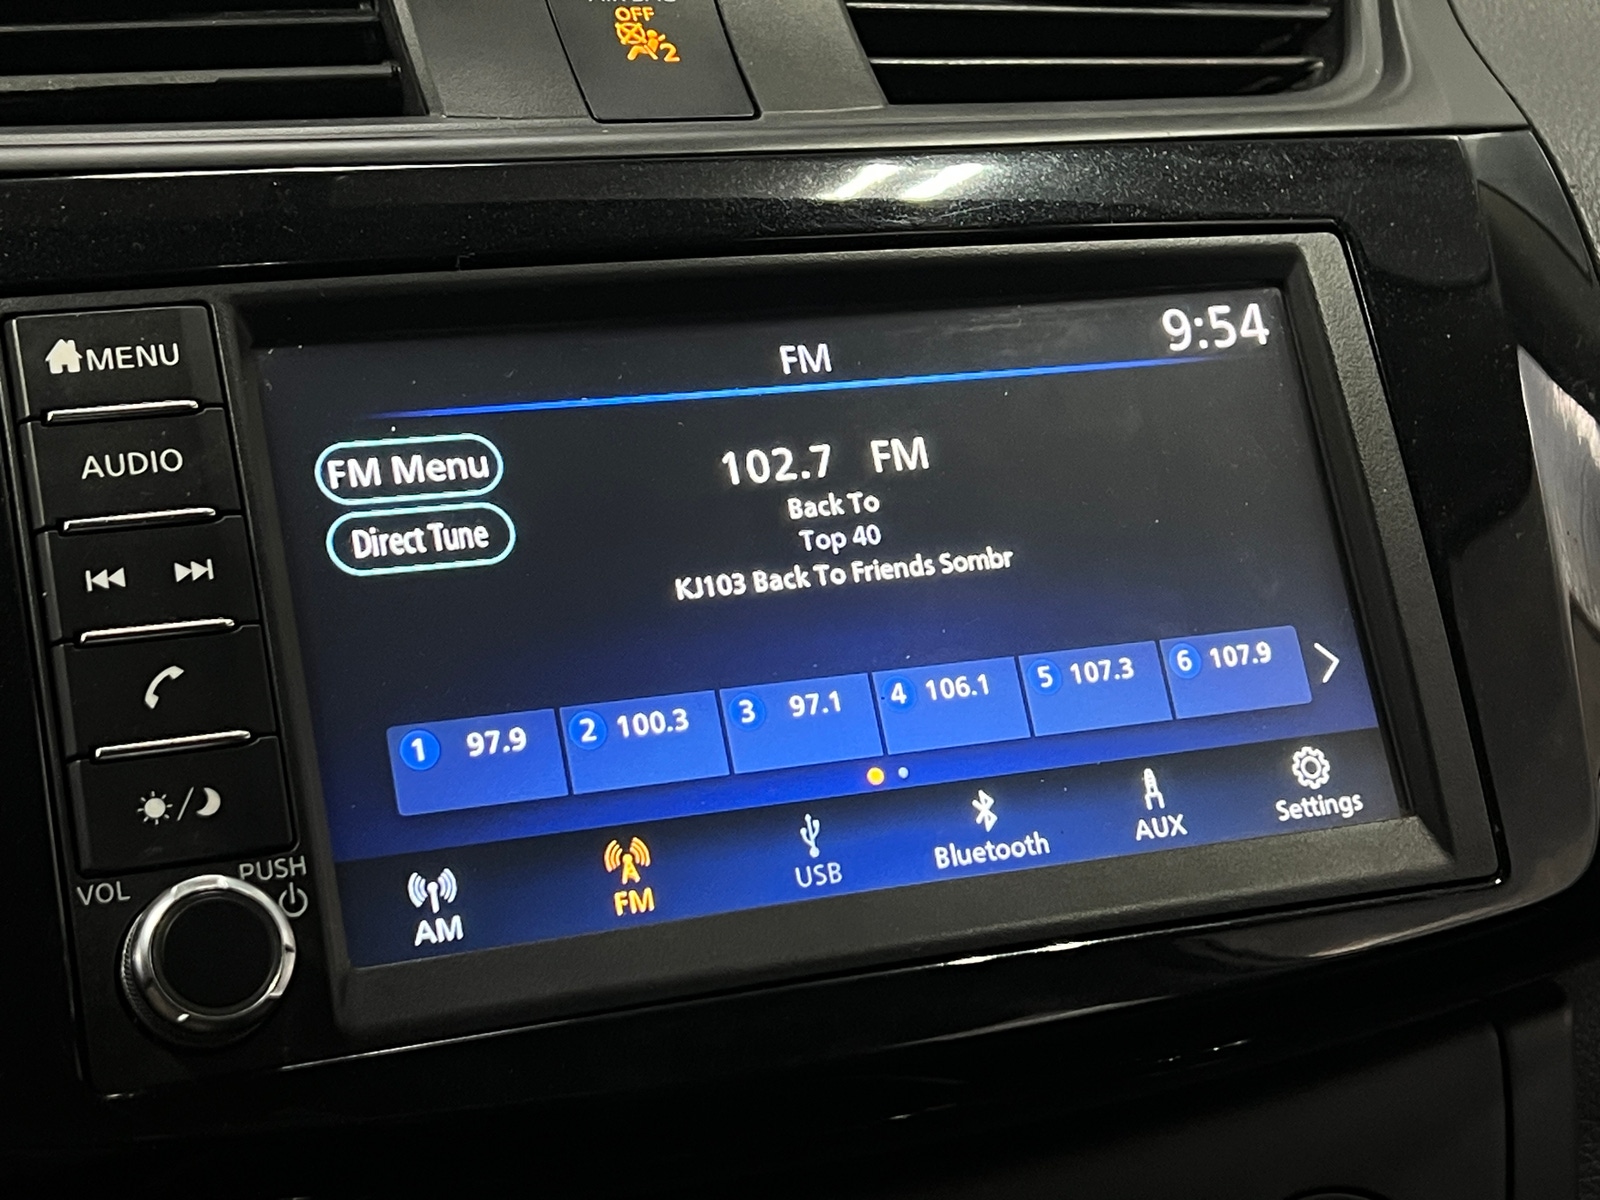 OFF
2
MENU
AUDIO
VOL
PUSH
FM
9:54
FM Menu
Direct Tune
102.7 FM
Back To
Top 40
KJ103 Back To Friends Sombr
1 97.9
2 100.3
3 97.1
4 106.1
5 107.3
6 107.9
AM
FM
USB
Bluetooth
AUX
Settings